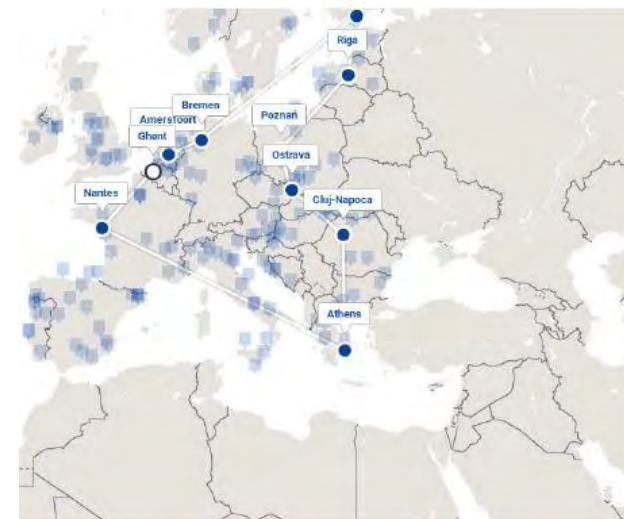 Riga
Bremen
Amersfoort
Poznań
Ghent
Ostrava
Nantes
Cluj-Napoca
Athens